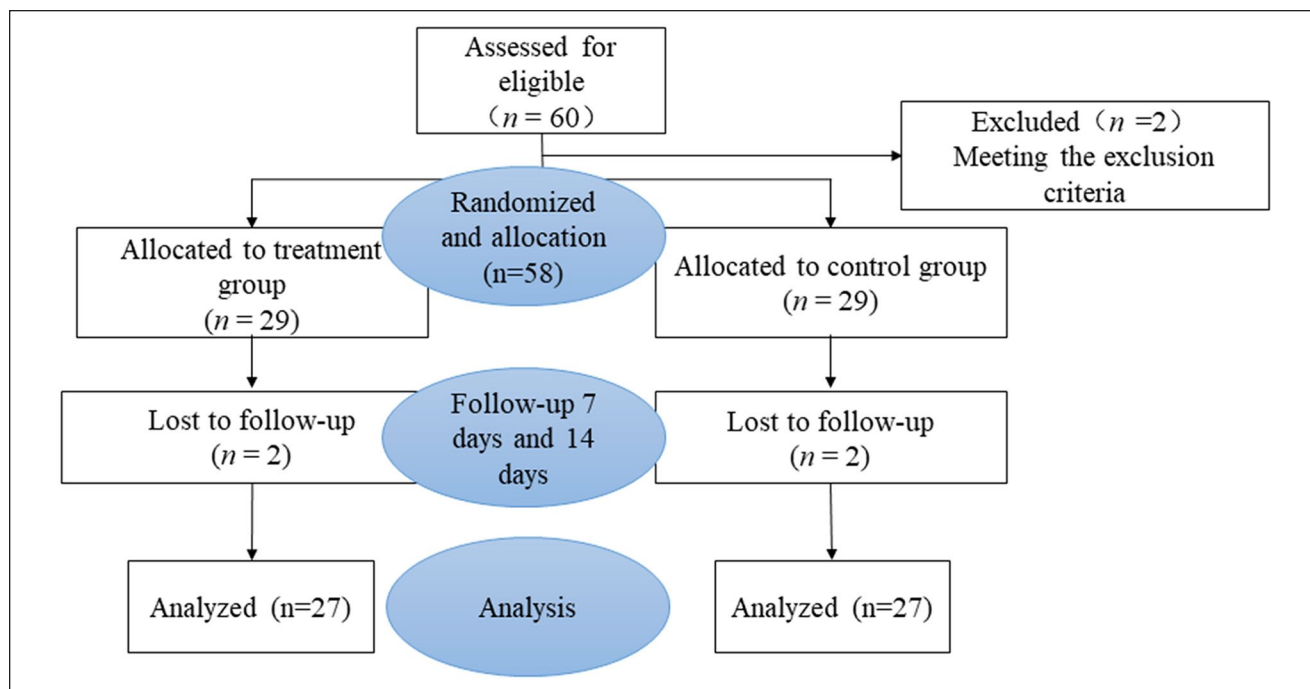 Assessed for
eligible
（n = 60）
Excluded（n =2）
Meeting the exclusion
criteria
Randomized
and allocation
(n=58)
Allocated to treatment
group
(n = 29)
Allocated to control group
(n = 29)
Lost to follow-up
(n = 2)
Follow-up 7
days and 14
days
Lost to follow-up
(n = 2)
Analyzed (n=27)
Analysis
Analyzed (n=27)